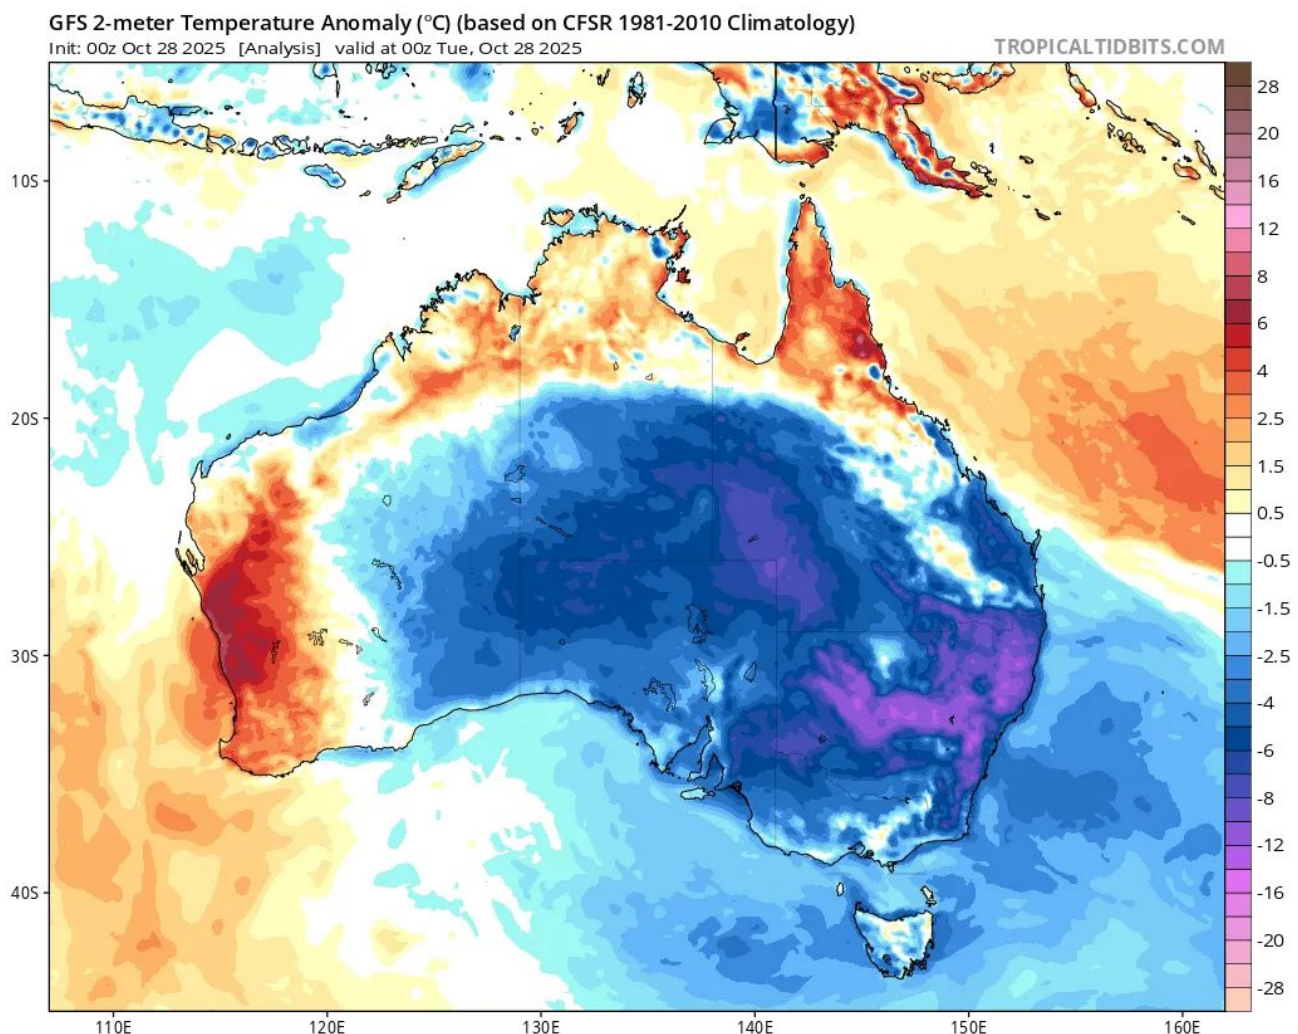 GFS 2-meter Temperature Anomaly (°C) (based on CFSR 1981-2010 Climatology)
Init: 00z Oct 28 2025 [Analysis] valid at 00z Tue, Oct 28 2025
TROPICALTIDBITS.COM
10S
20S
30S
40S
110E
120E
130E
140E
150E
160E
28
20
16
12
8
6
4
2.5
1.5
0.5
-0.5
-1.5
-2.5
-4
-6
-8
-12
-16
-20
-28